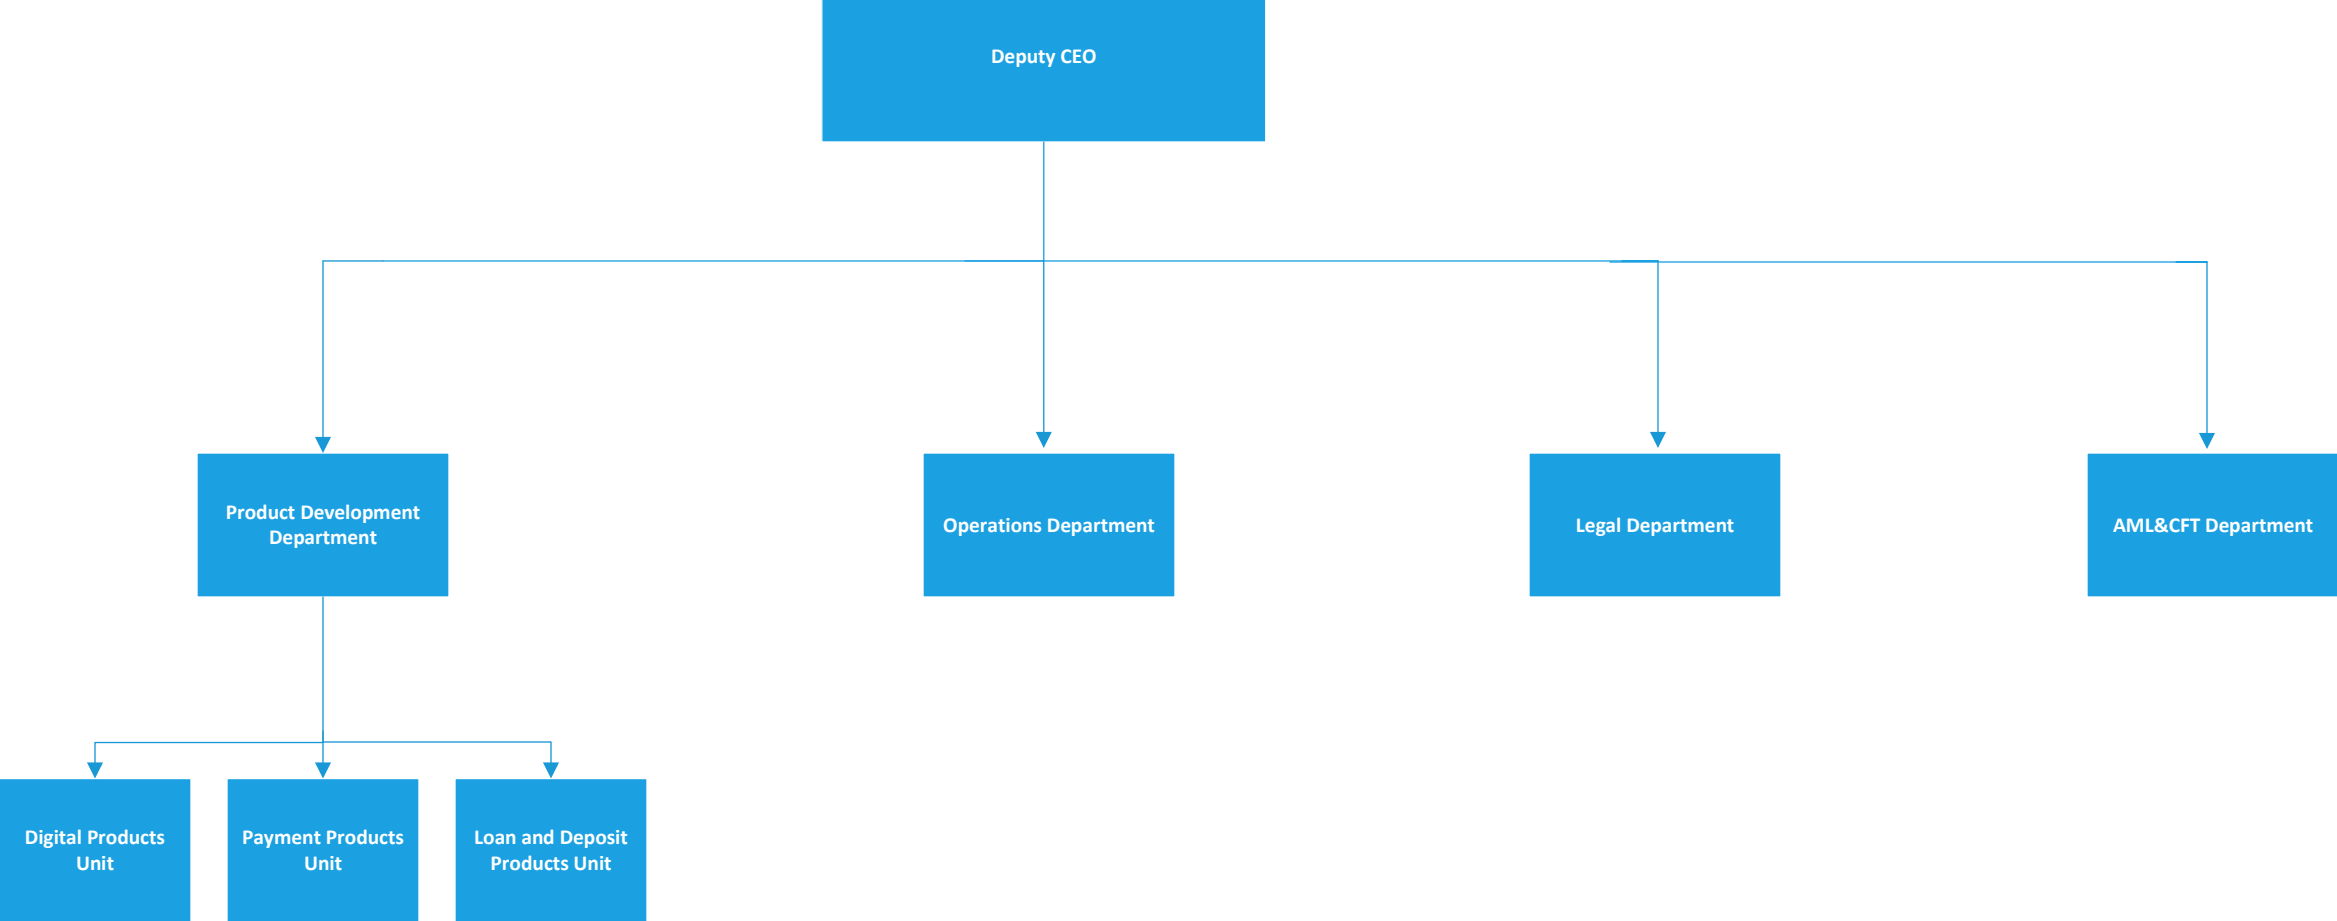 Deputy CEO
Product Development
Department
Operations Department
Legal Department
AML&CFT Department
Digital Products
Unit
Payment Products
Unit
Loan and Deposit
Products Unit